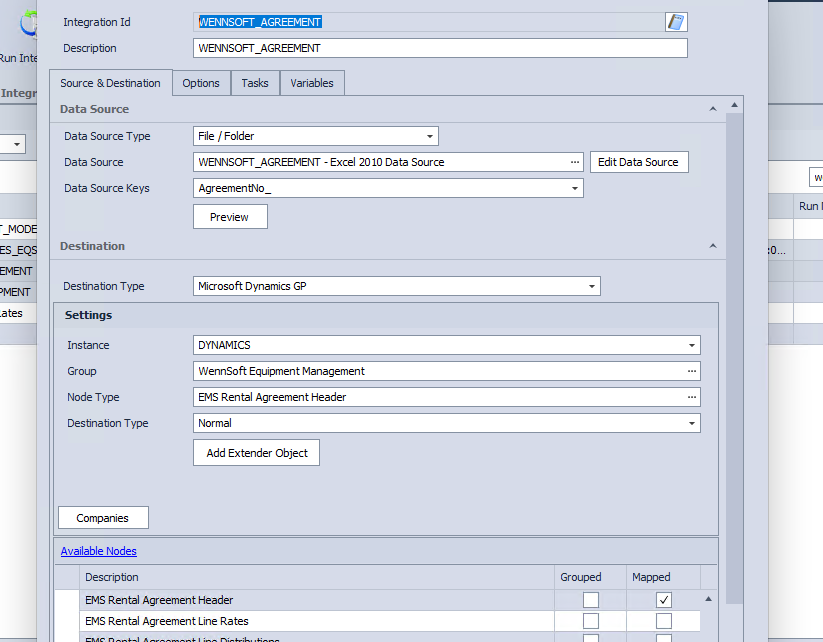 Integration Id WENNSOFT_AGREEMENT
Description WENNSOFT_AGREEMENT
Run Inte
Integr
Source & Destination Options Tasks Variables
Data Source
Data Source Type File / Folder
Data Source WENNSOFT_AGREEMENT - Excel 2010 Data Source ... Edit Data Source
Data Source Keys AgreementNo_
Preview
Run
T_MODE
Destination
ES_EQS
:0...
EMENT
Destination Type Microsoft Dynamics GP
PMENT
ates
Settings
Instance DYNAMICS
Group WennSoft Equipment Management ...
Node Type EMS Rental Agreement Header ...
Destination Type Normal
Add Extender Object
Companies
Available Nodes
Description Grouped Mapped
EMS Rental Agreement Header
EMS Rental Agreement Line Rates
EMS Rental Agreement Line Distributions